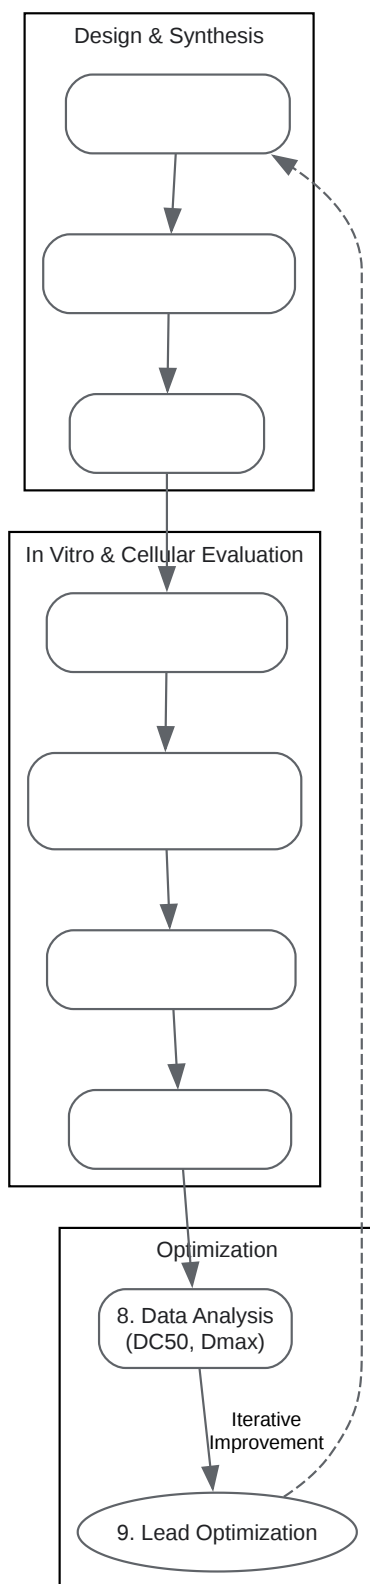 Design & Synthesis
In Vitro & Cellular Evaluation
Optimization
8. Data Analysis
(DC50, Dmax)
Iterative
Improvement
9. Lead Optimization